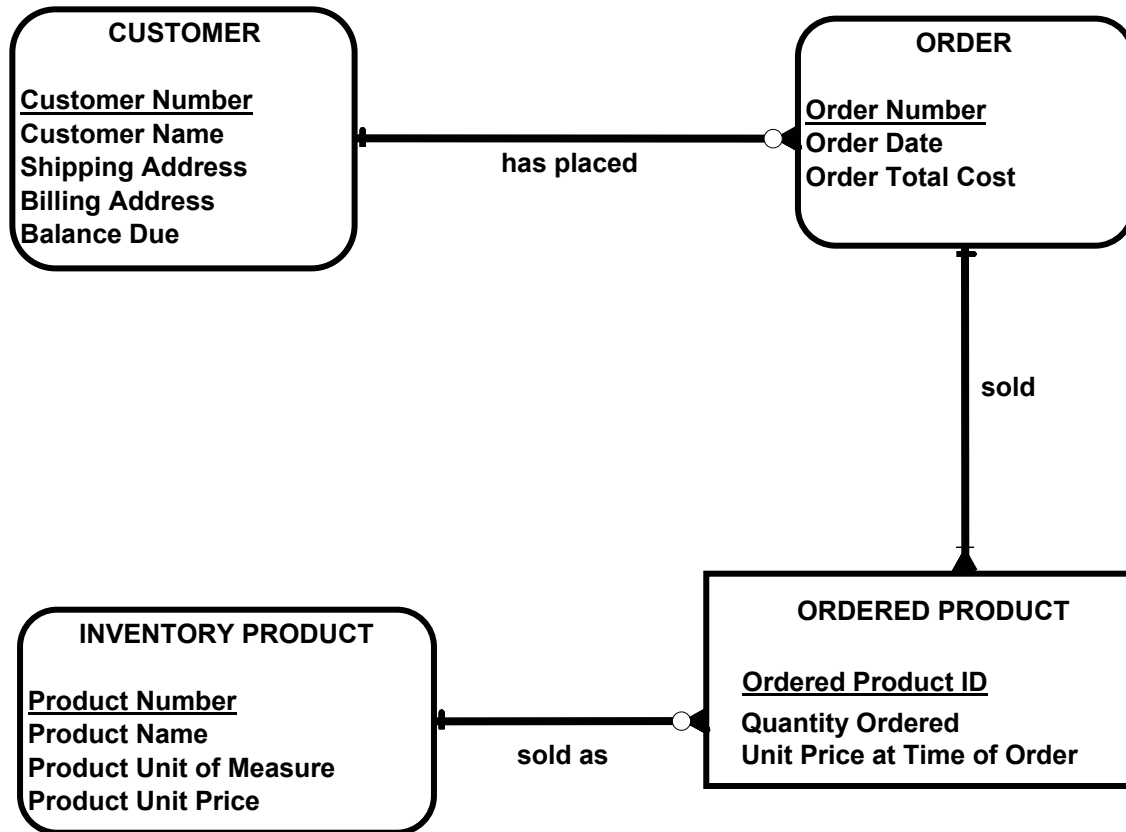 CUSTOMER
Customer Number
Customer Name
Shipping Address
Billing Address
Balance Due
has placed
ORDER
Order Number
Order Date
Order Total Cost
sold
INVENTORY PRODUCT
Product Number
Product Name
Product Unit of Measure
Product Unit Price
sold as
ORDERED PRODUCT
Ordered Product ID
Quantity Ordered
Unit Price at Time of Order